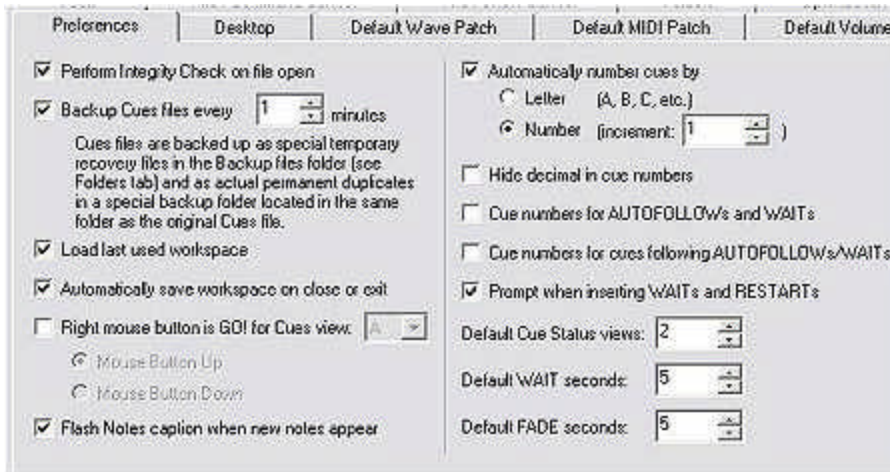 Preferences
Desktop
Default Wave Patch
Default MIDI Patch
Default Volume
Perform Integrity Check on file open
Backup Cues files every 1 minutes
Cues files are backed up as special temporary
recovery files in the Backup files folder (see
Folders tab) and as actual permanent duplicates
in a special backup folder located in the same
folder as the original Cues file.
Load last used workspace
Automatically save workspace on close or exit
Right mouse button is GO! for Cues view: A
Mouse Button Up
Mouse Button Down
Flash Notes caption when new notes appear
Automatically number cues by
Letter (A, B, C, etc.)
Number (increment: 1 )
Hide decimal in cue numbers
Cue numbers for AUTOFOLLOWs and WAITs
Cue numbers for cues following AUTOFOLLOWs/WAITs
Prompt when inserting WAITs and RESTARTs
Default Cue Status views: 2
Default WAIT seconds: 5
Default FADE seconds: 5